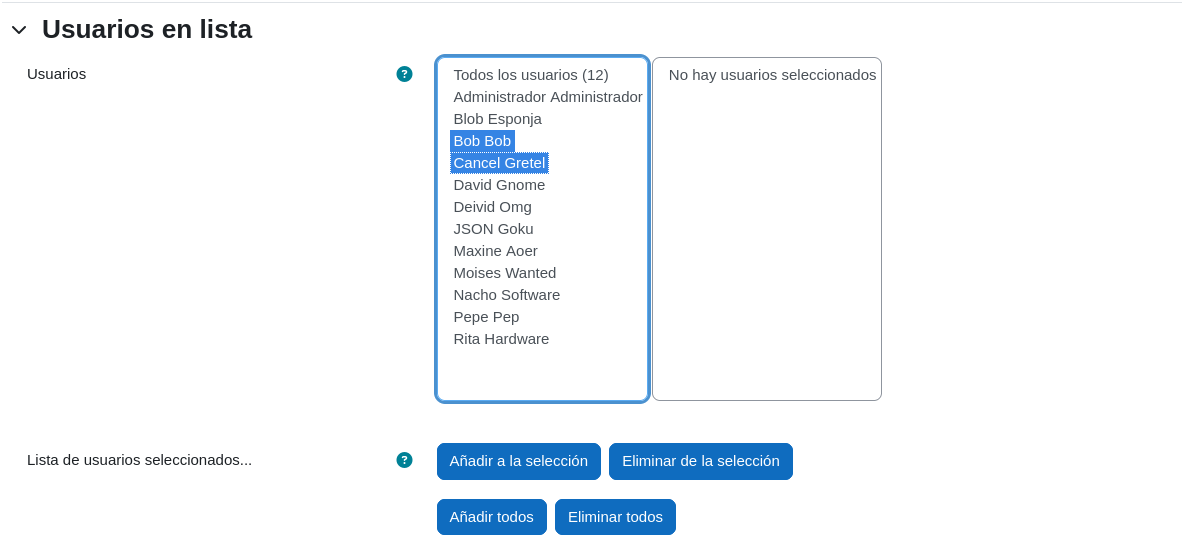 Usuarios en lista
Usuarios
?
Todos los usuarios (12)
Administrador Administrador
Blob Esponja
Bob Bob
Cancel Gretel
David Gnome
Deivid Omg
JSON Goku
Maxine Aoer
Moises Wanted
Nacho Software
Pepe Pep
Rita Hardware
No hay usuarios seleccionados
Lista de usuarios seleccionados...
?
Añadir a la selección
Eliminar de la selección
Añadir todos
Eliminar todos